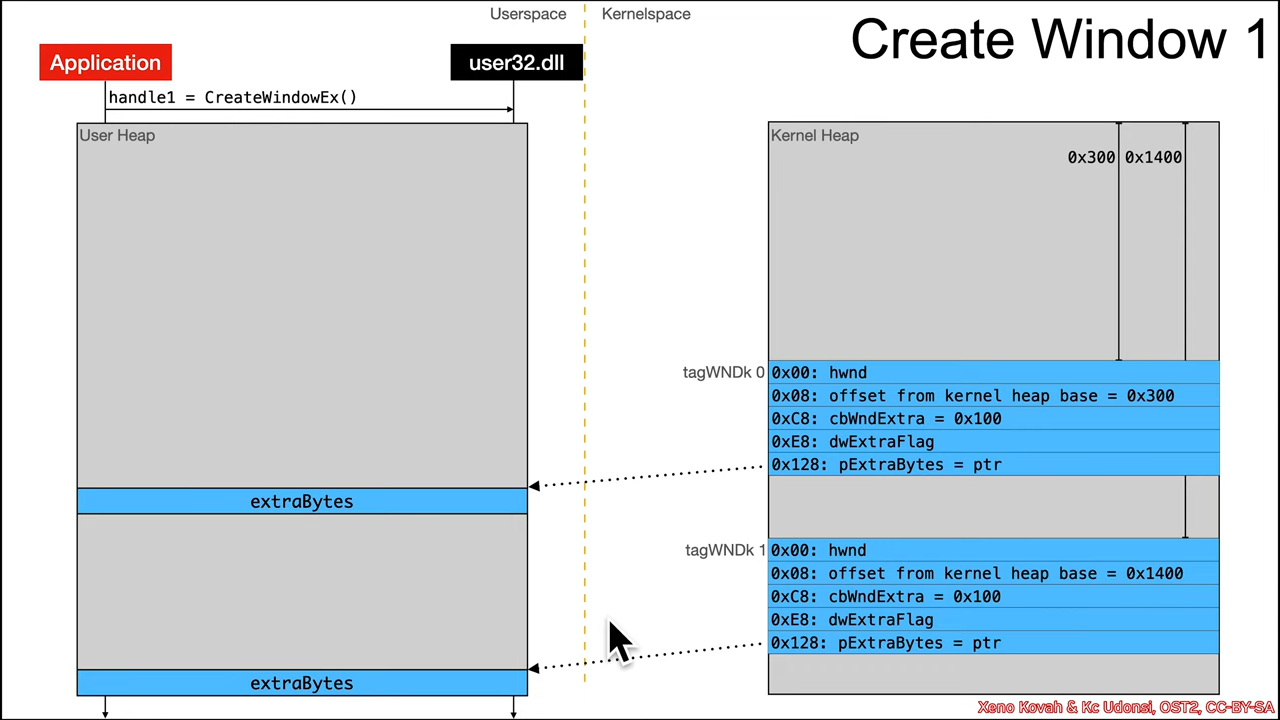 Userspace
Kernelspace
Create Window 1
Application
user32.dll
handle1 = CreateWindowEx()
User Heap
Kernel Heap
0x300
0x1400
tagWNDk 0
0x00: hwnd
0x08: offset from kernel heap base = 0x300
0xC8: cbWndExtra = 0x100
0xE8: dwExtraFlag
0x128: pExtraBytes = ptr
extraBytes
tagWNDk 1
0x00: hwnd
0x08: offset from kernel heap base = 0x1400
0xC8: cbWndExtra = 0x100
0xE8: dwExtraFlag
0x128: pExtraBytes = ptr
extraBytes
Xeno Kovah & Kc Udonsi, OST2, CC-BY-SA